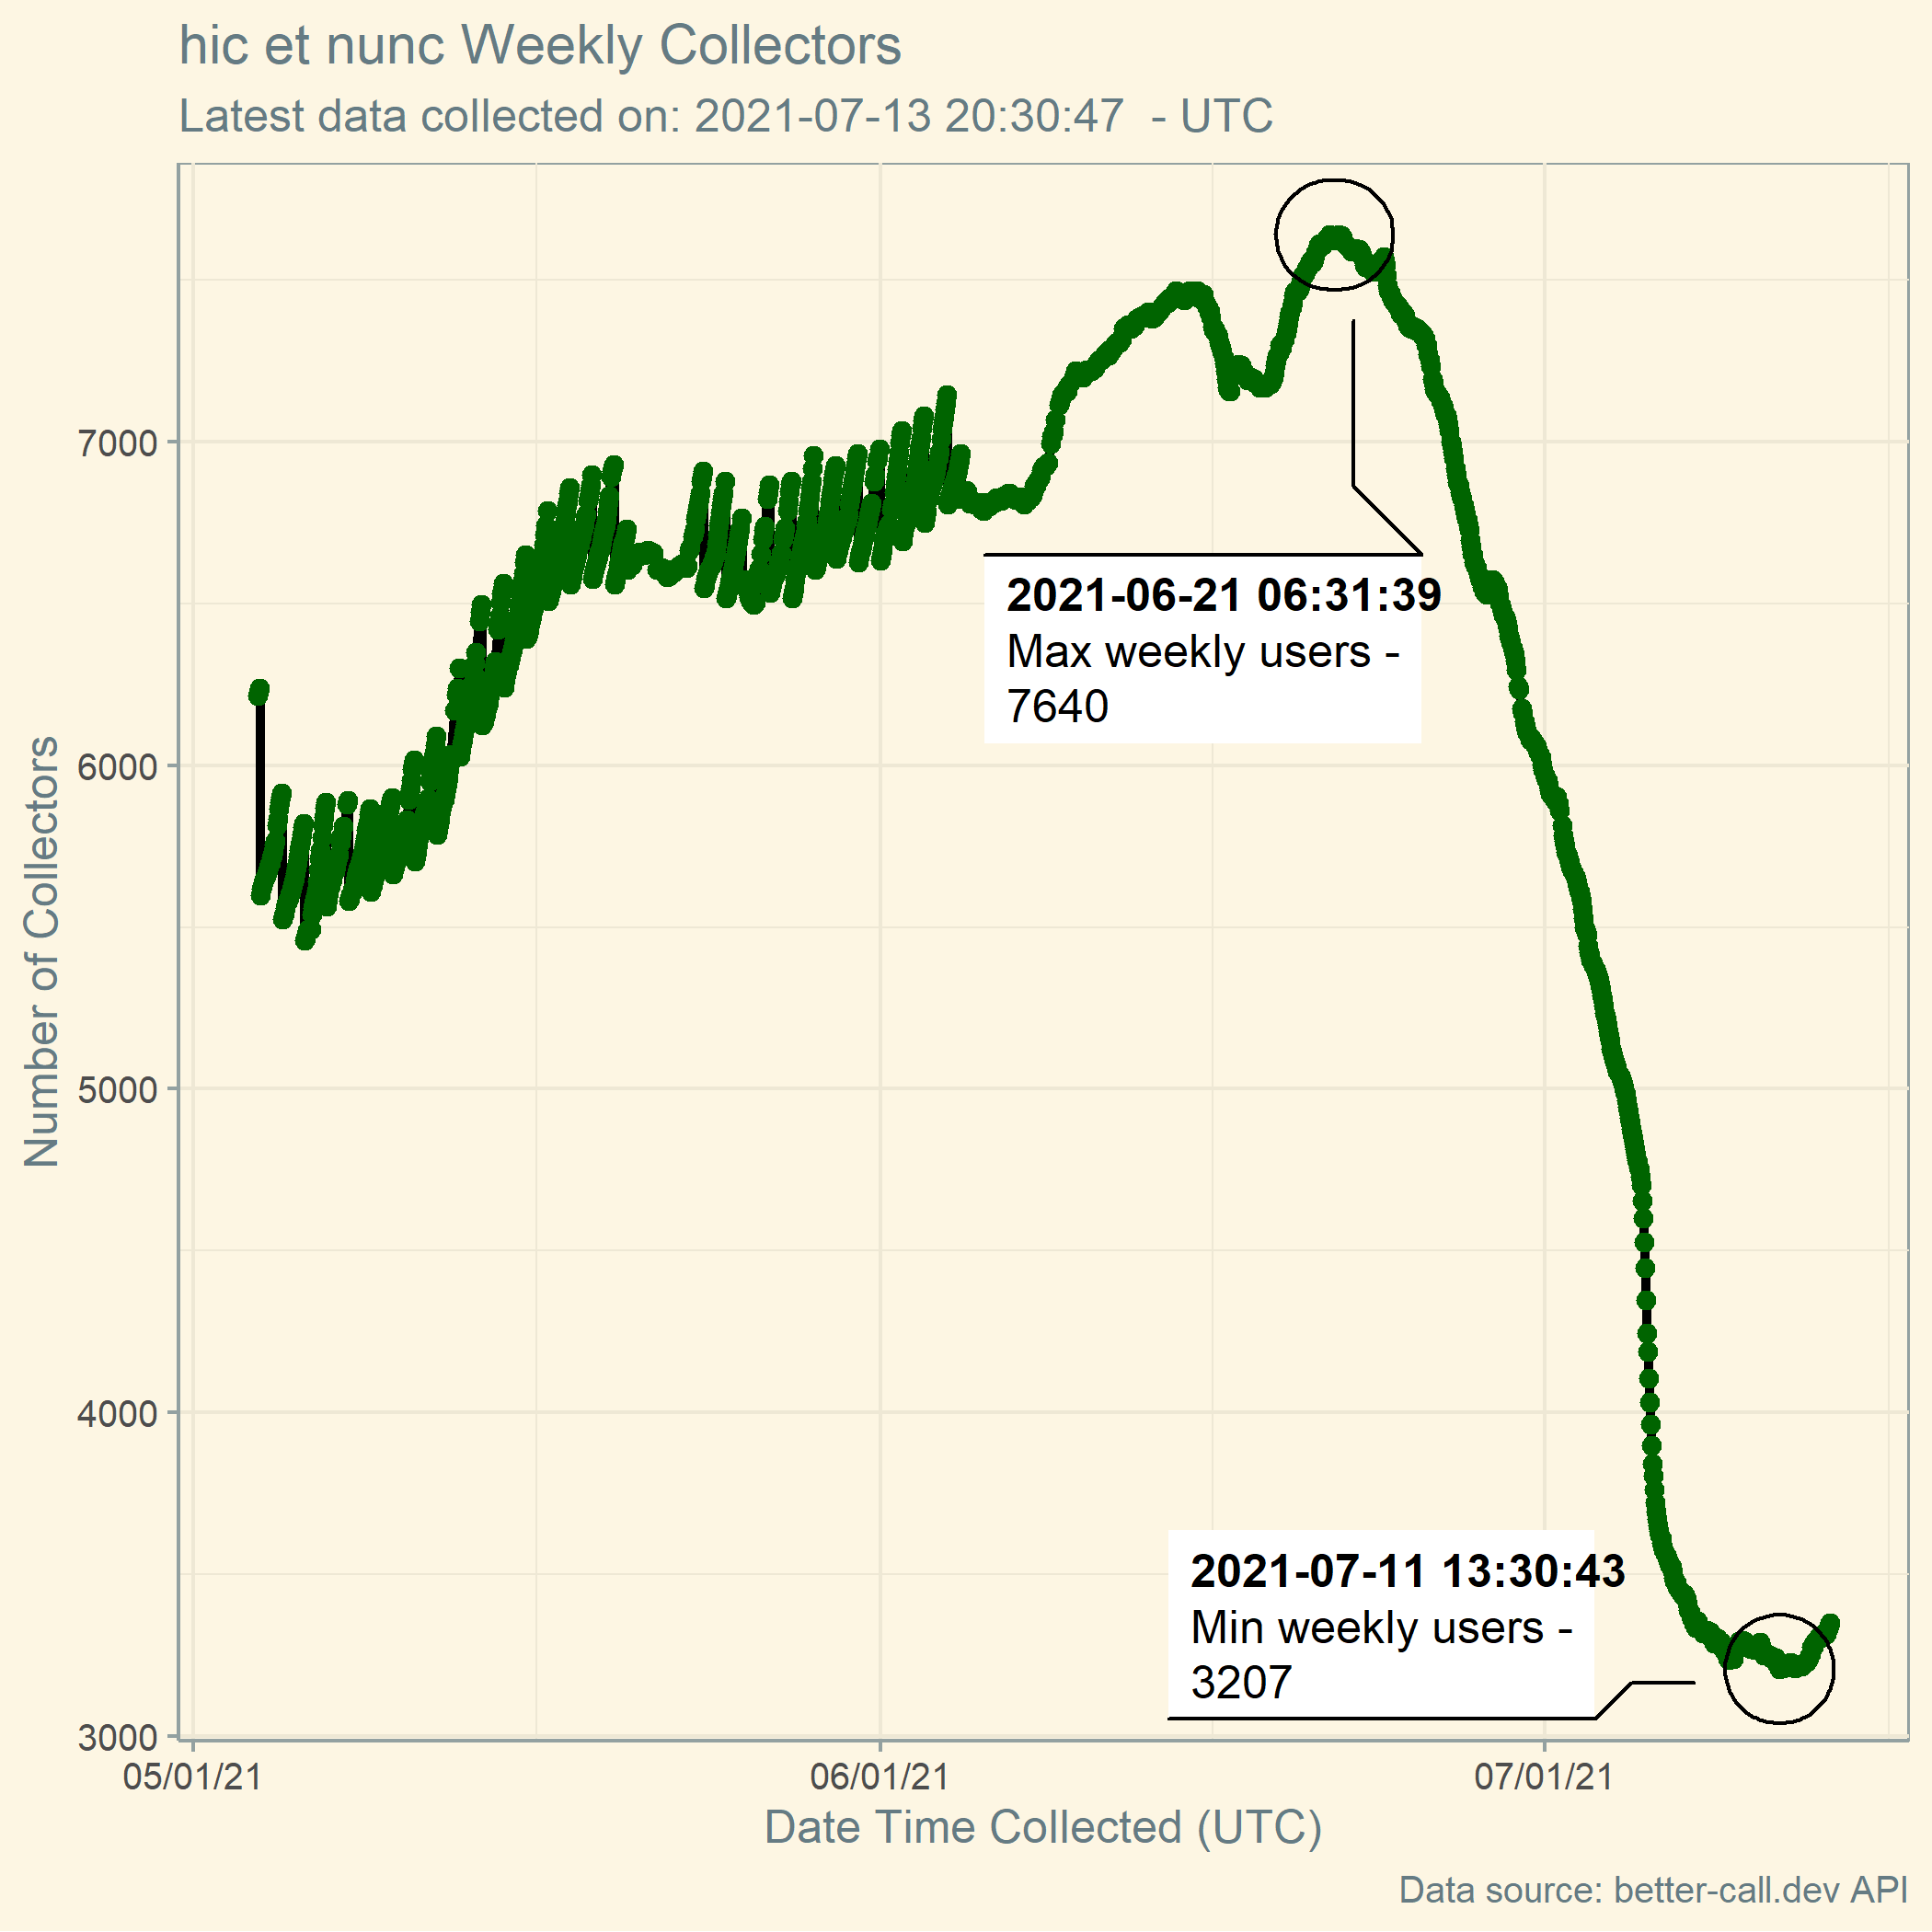 hic et nunc Weekly Collectors
Latest data collected on: 2021-07-13 20:30:47  - UTC
Number of Collectors
7000
6000
5000
4000
3000
2021-06-21 06:31:39
Max weekly users -
7640
2021-07-11 13:30:43
Min weekly users -
3207
05/01/21
06/01/21
07/01/21
Date Time Collected (UTC)
Data source: better-call.dev API